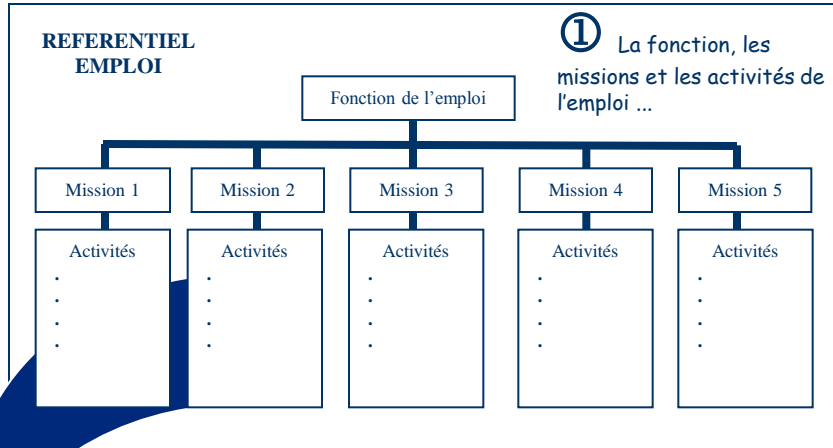 REFERENTIEL
EMPLOI
① La fonction, les
missions et les activités de
l'emploi ...
Fonction de l’emploi
Mission 1
Mission 2
Mission 3
Mission 4
Mission 5
Activités
•
•
•
•
Activités
•
•
•
•
Activités
•
•
•
•
Activités
•
•
•
•
Activités
•
•
•
•